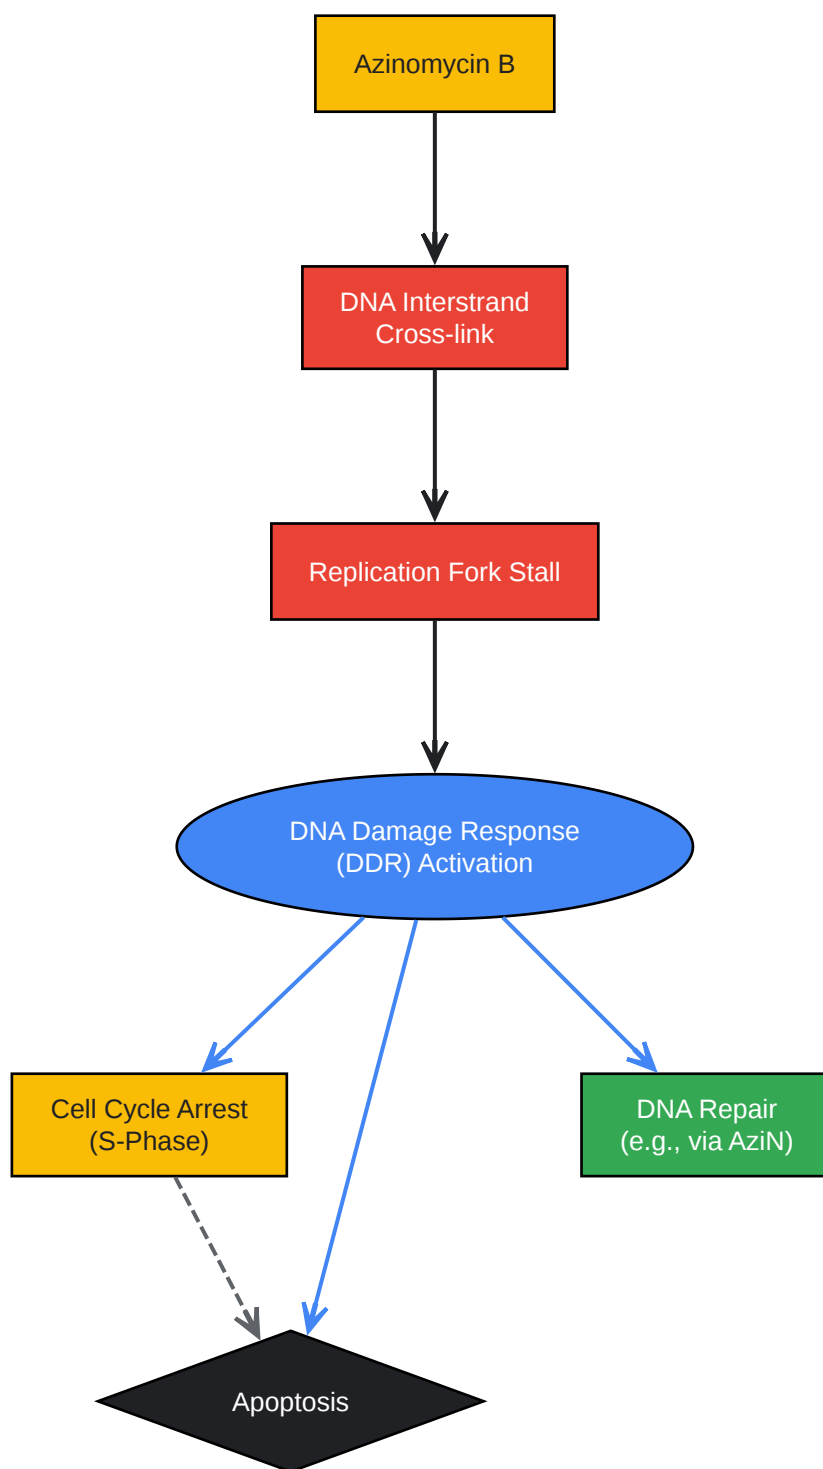 Azinomycin B
DNA Interstrand
Cross-link
Replication Fork Stall
DNA Damage Response
(DDR) Activation
Cell Cycle Arrest
(S-Phase)
DNA Repair
(e.g., via AziN)
Apoptosis